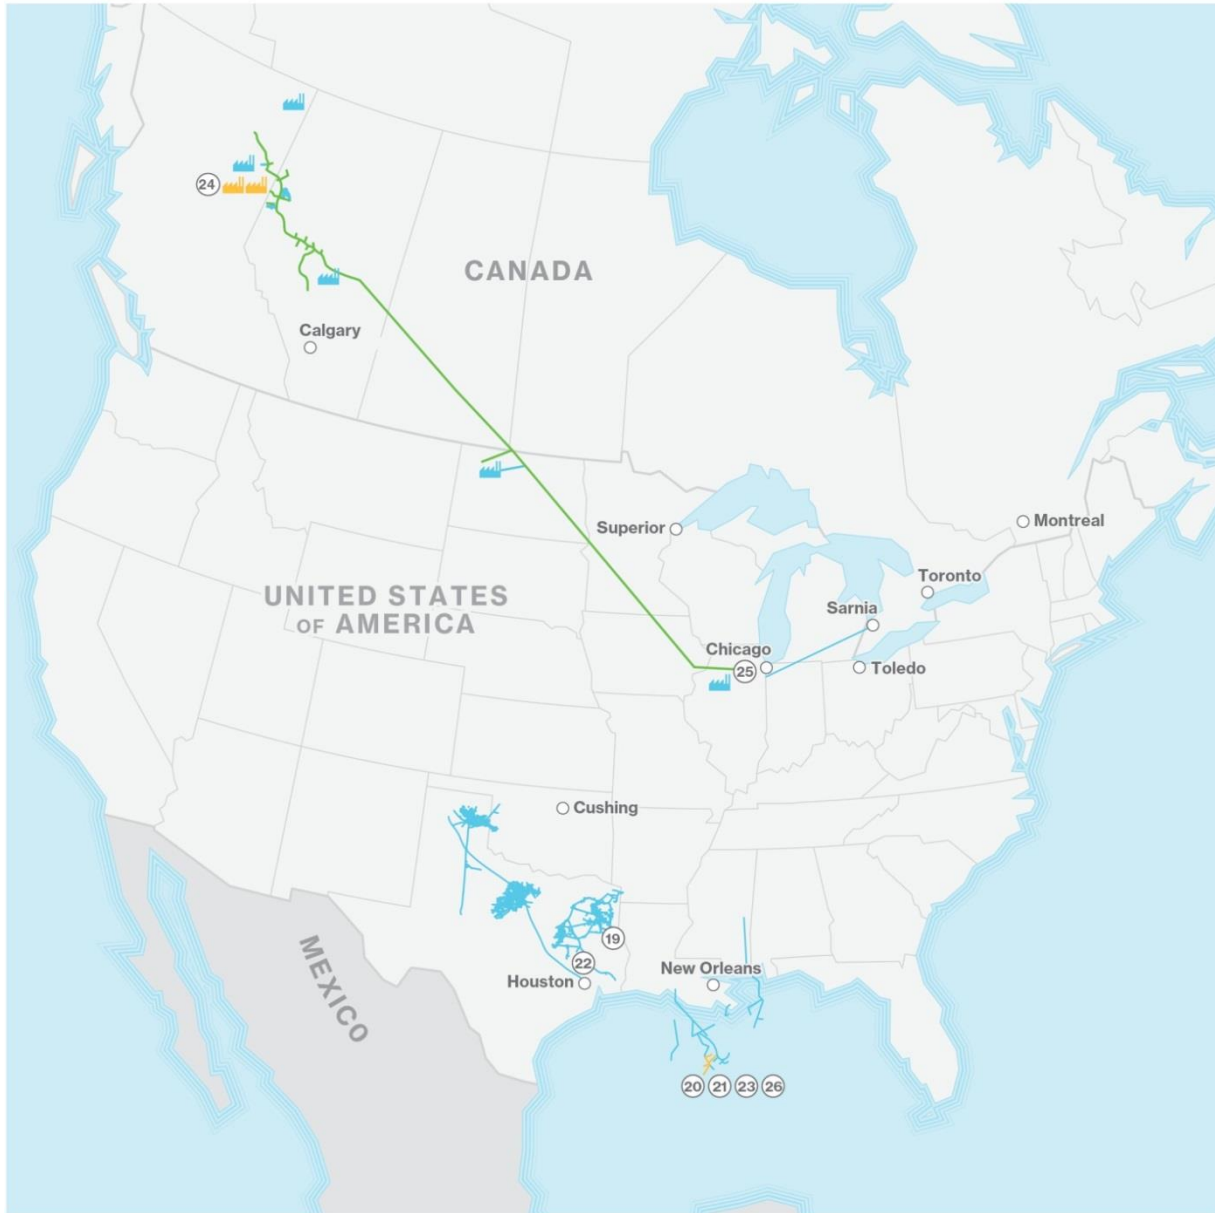 24
CANADA
Calgary
Superior
Montreal
Toronto
UNITED STATES
OF AMERICA
Sarnia
Chicago
25
Toledo
Cushing
19
22
MEXICO
New Orleans
Houston
20 21 23 26